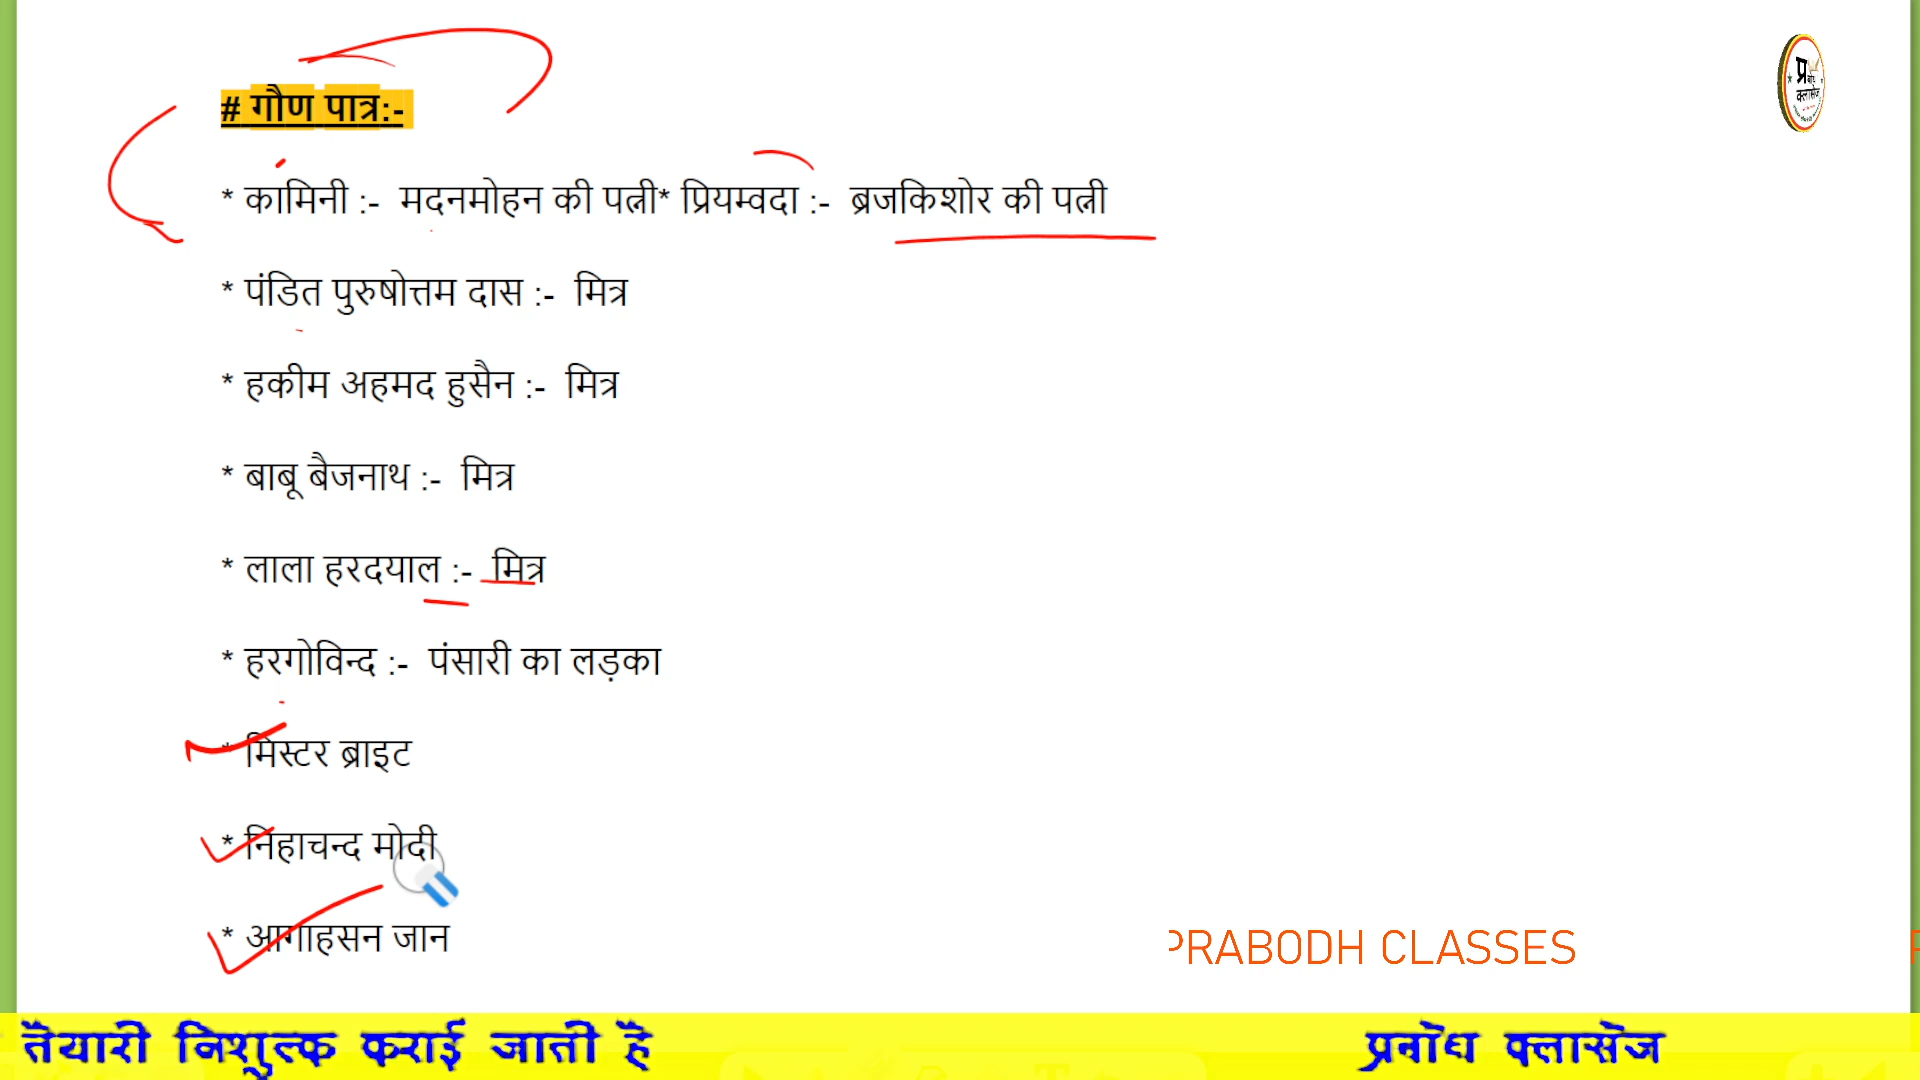 # गौण पात्र:-
* कामिनी :- मदनमोहन की पत्नी* प्रियम्वदा :- ब्रजकिशोर की पत्नी
* पंडित पुरुषोत्तम दास :- मित्र
* हकीम अहमद हुसैन :- मित्र
* बाबू बैजनाथ :- मित्र
* लाला हरदयाल :- मित्र
* हरगोविन्द :- पंसारी का लड़का
* मिस्टर ब्राइट
* निहाचन्द मोदी
* आगाहसन जान
प्रबोध क्लासेज
PRABODH CLASSES
तैयारी निशुल्क कराई जाती है प्रबोध क्लासेज